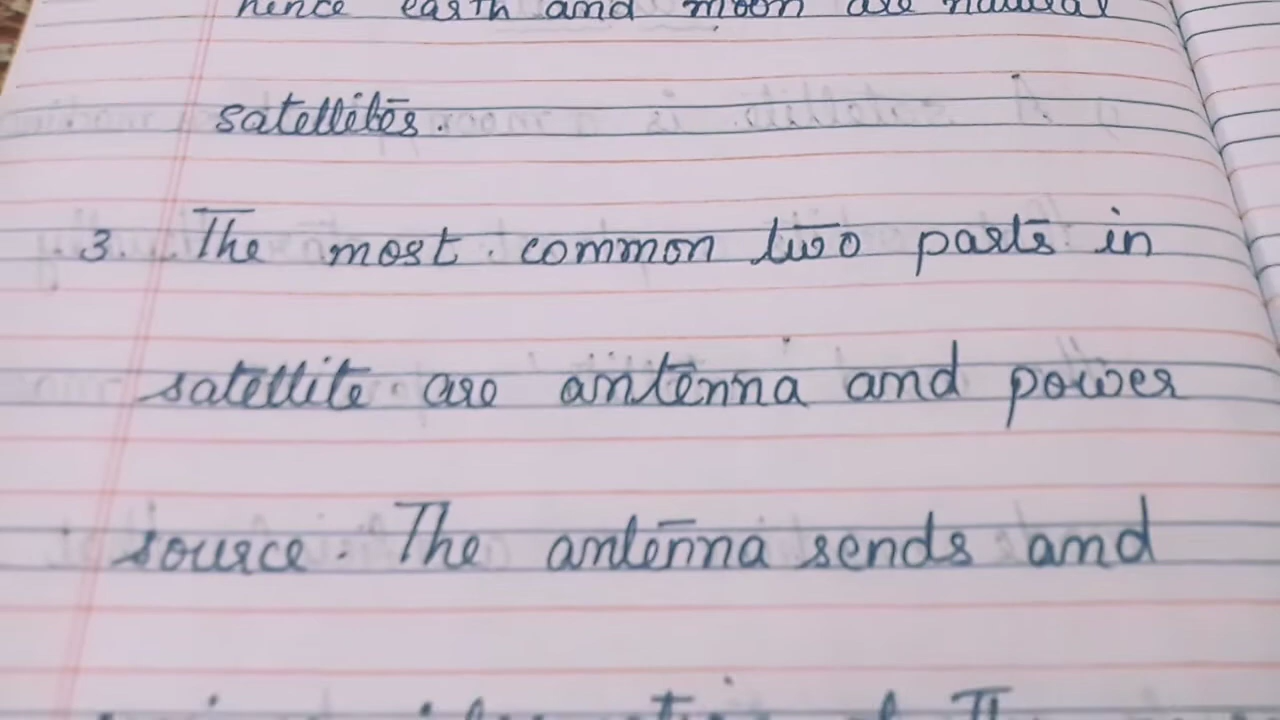 hence earth and moon are natural
satellites.
3. The most common two parts in
satellite are antenna and power
source. The antenna sends and